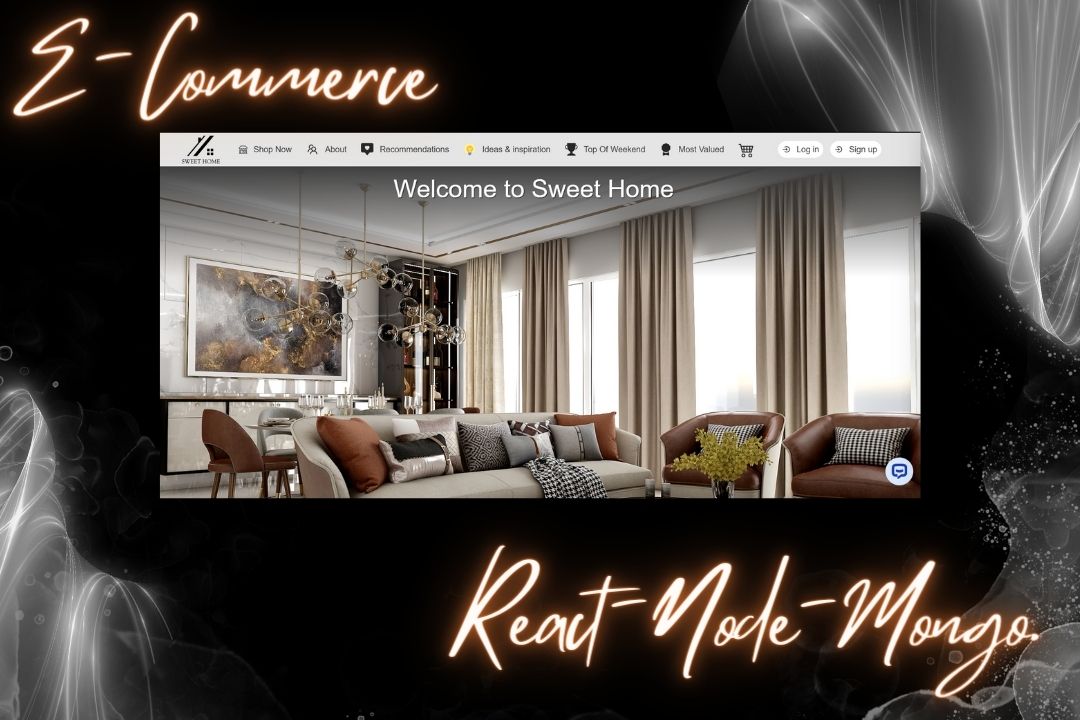 E-Commerce
SWEET HOME
Shop Now
About
Recommendations
Ideas & inspiration
Top Of Weekend
Most Valued
Log in
Sign up
Welcome to Sweet Home
React-Node-Mongo.